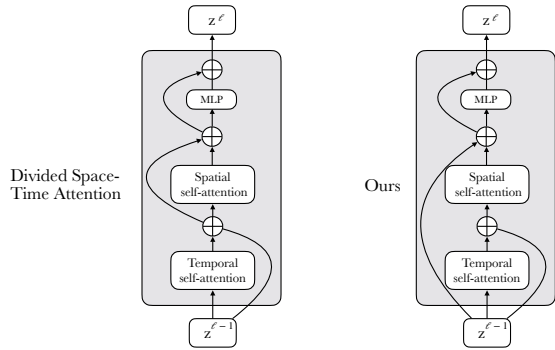 z^ℓ
MLP
Divided Space-
Time Attention
Spatial
self-attention
Temporal
self-attention
z^{ℓ−1}
z^ℓ
MLP
Ours
Spatial
self-attention
Temporal
self-attention
z^{ℓ−1}